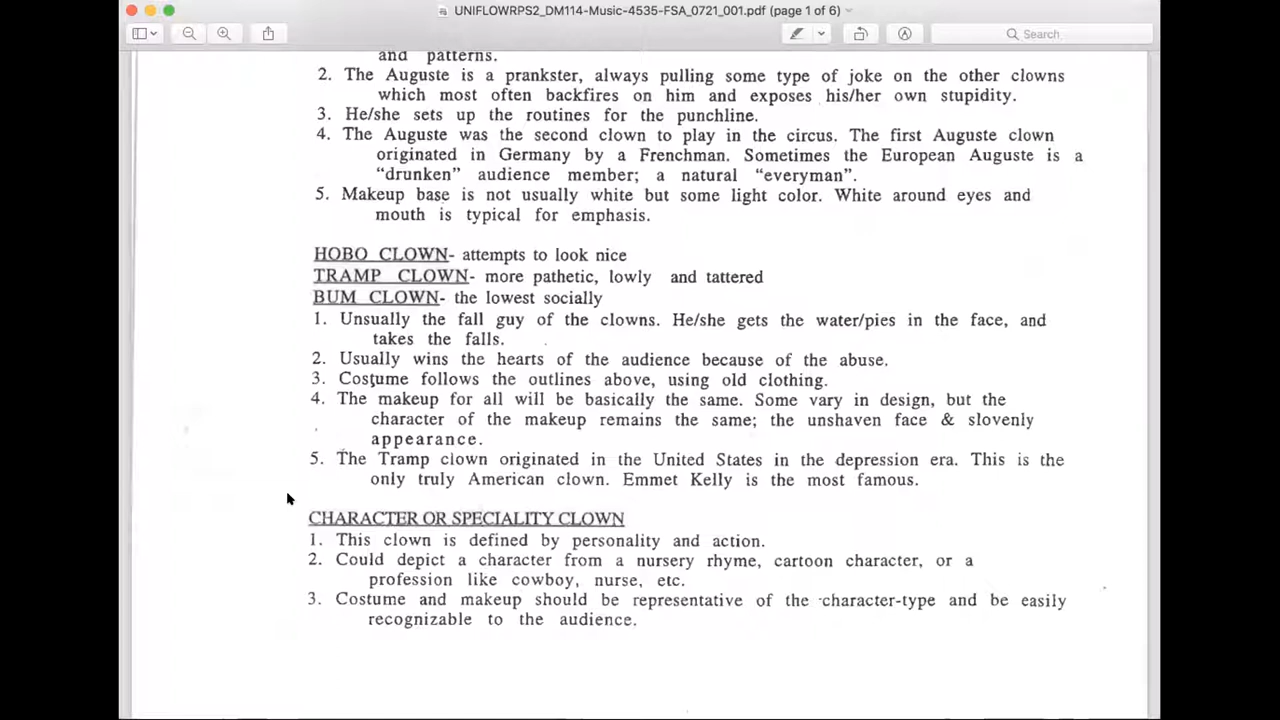 UNIFLOWRPS2_DM114-Music-4535-FSA_0721_001.pdf (page 1 of 6)
Search
and patterns.
2. The Auguste is a prankster, always pulling some type of joke on the other clowns
which most often backfires on him and exposes his/her own stupidity.
3. He/she sets up the routines for the punchline.
4. The Auguste was the second clown to play in the circus. The first Auguste clown
originated in Germany by a Frenchman. Sometimes the European Auguste is a
“drunken” audience member; a natural “everyman”.
5. Makeup base is not usually white but some light color. White around eyes and
mouth is typical for emphasis.
HOBO CLOWN- attempts to look nice
TRAMP CLOWN- more pathetic, lowly and tattered
BUM CLOWN- the lowest socially
1. Unsually the fall guy of the clowns. He/she gets the water/pies in the face, and
takes the falls.
2. Usually wins the hearts of the audience because of the abuse.
3. Costume follows the outlines above, using old clothing.
4. The makeup for all will be basically the same. Some vary in design, but the
character of the makeup remains the same; the unshaven face & slovenly
appearance.
5. The Tramp clown originated in the United States in the depression era. This is the
only truly American clown. Emmet Kelly is the most famous.
CHARACTER OR SPECIALITY CLOWN
1. This clown is defined by personality and action.
2. Could depict a character from a nursery rhyme, cartoon character, or a
profession like cowboy, nurse, etc.
3. Costume and makeup should be representative of the character-type and be easily
recognizable to the audience.